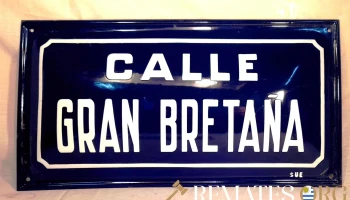 CALLE
GRAN BRETAÑA
SUE
REMATES.ORG